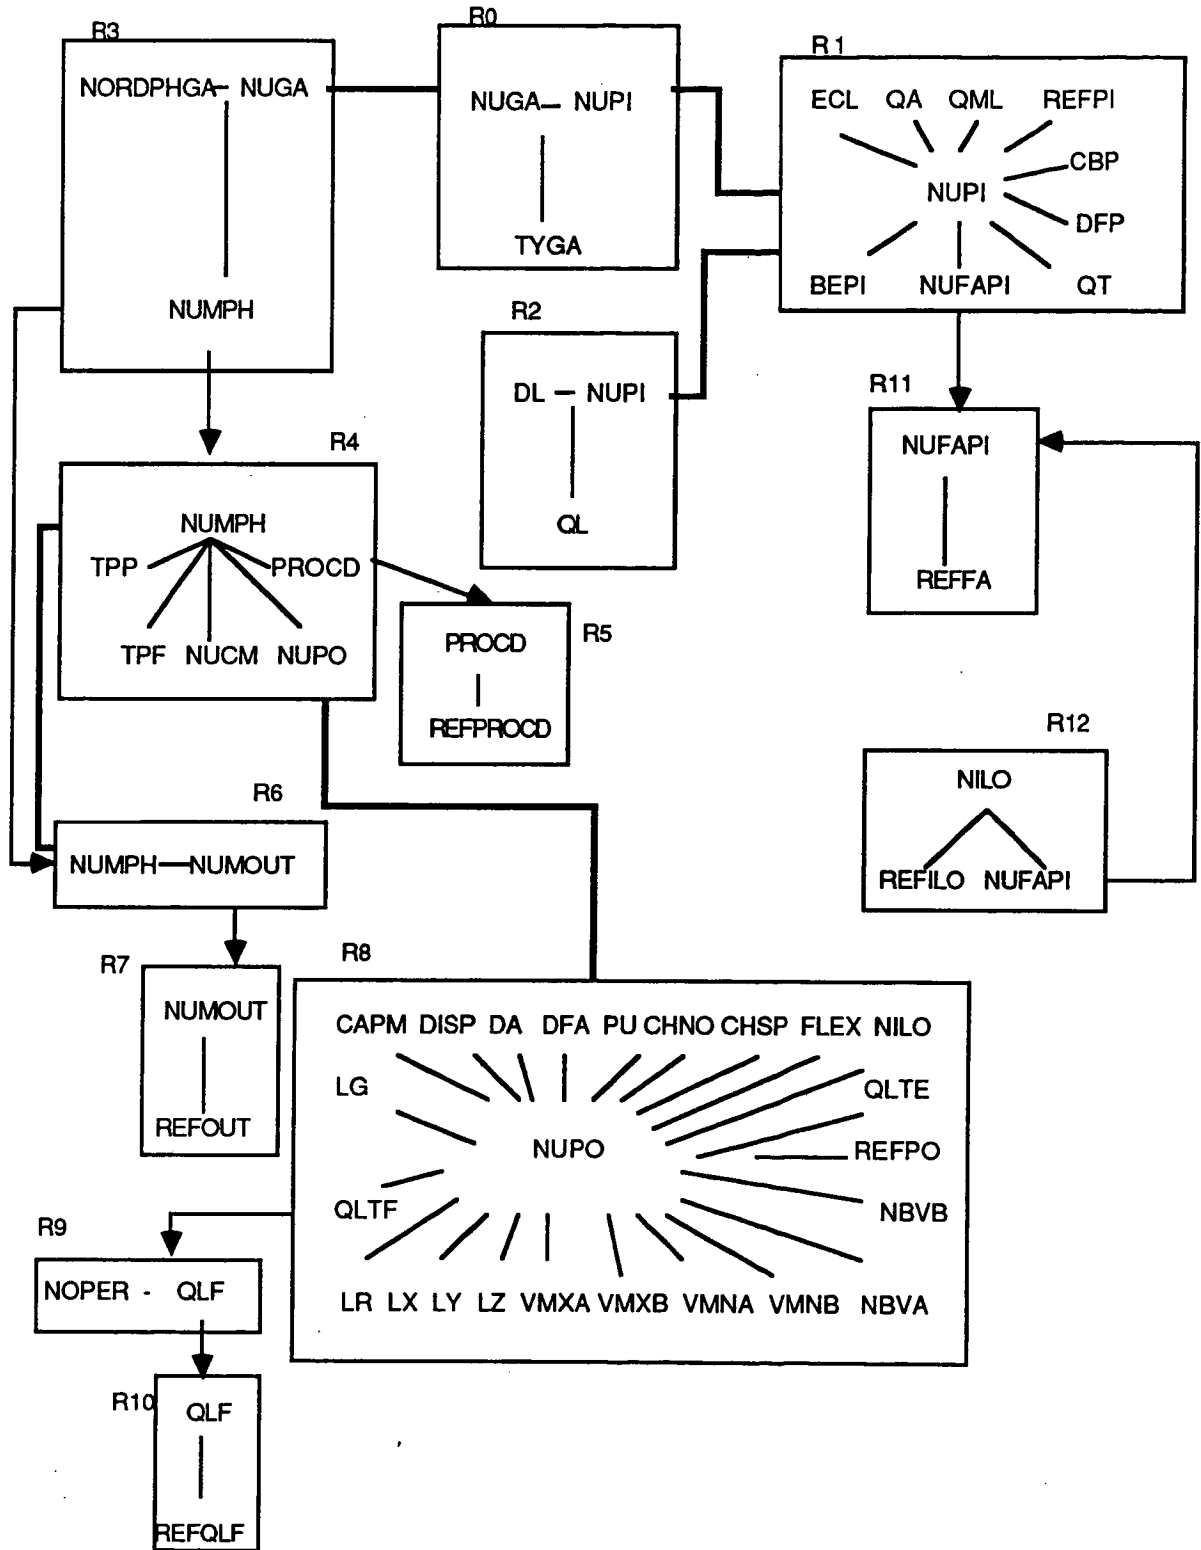 R3
NORDPHGA NUGA
NUMPH
R0
NUGA NUPI
TYGA
R1
ECL QA QML REFPI
CBP
NUPI
DFP
BEPI NUFAPI QT
R2
DL - NUPI
QL
R11
NUFAPI
REFFA
R4
NUMPH
TPP PROCD
TPF NUCM NUPO
R5
PROCD
REFPROCD
R12
NILO
REFILO NUFAPI
R6
NUMPH NUMOUT
R7
NUMOUT
REFOUT
R8
CAPM DISP DA DFA PU CHNO CHSP FLEX NILO
LG QLTE
NUPO REFPO
QLTF NBVB
LR LX LY LZ VMXA VMXB VMNA VMNB NBVA
R9
NOPER - QLF
R10
QLF
REFQLF